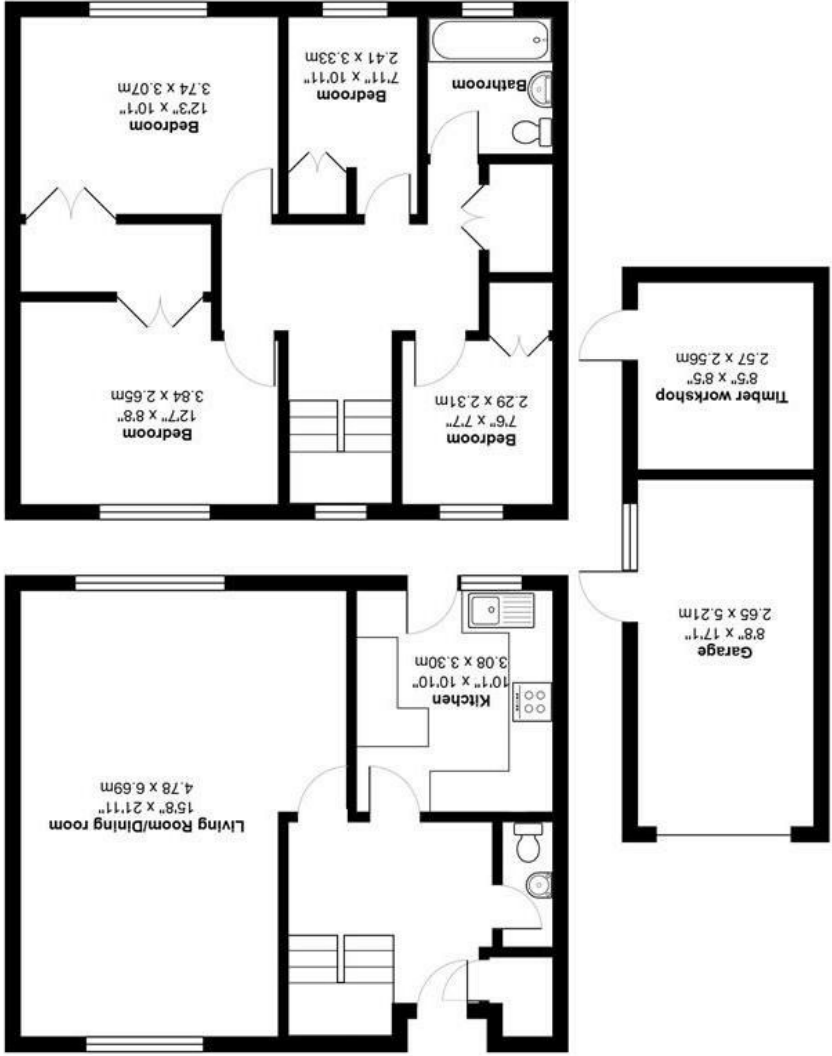 Living Room/Dining room
15'8" x 21'11"
4.78 x 6.69m
Kitchen
10'1" x 10'10"
3.08 x 3.30m
Garage
8'8" x 17'1"
2.65 x 5.21m
Timber workshop
8'5" x 8'5"
2.57 x 2.56m
Bedroom
7'6" x 7'7"
2.29 x 2.31m
Bedroom
12'7" x 8'8"
3.84 x 2.65m
Bathroom
Bedroom
7'11" x 10'11"
2.41 x 3.33m
Bedroom
12'3" x 10'1"
3.74 x 3.07m